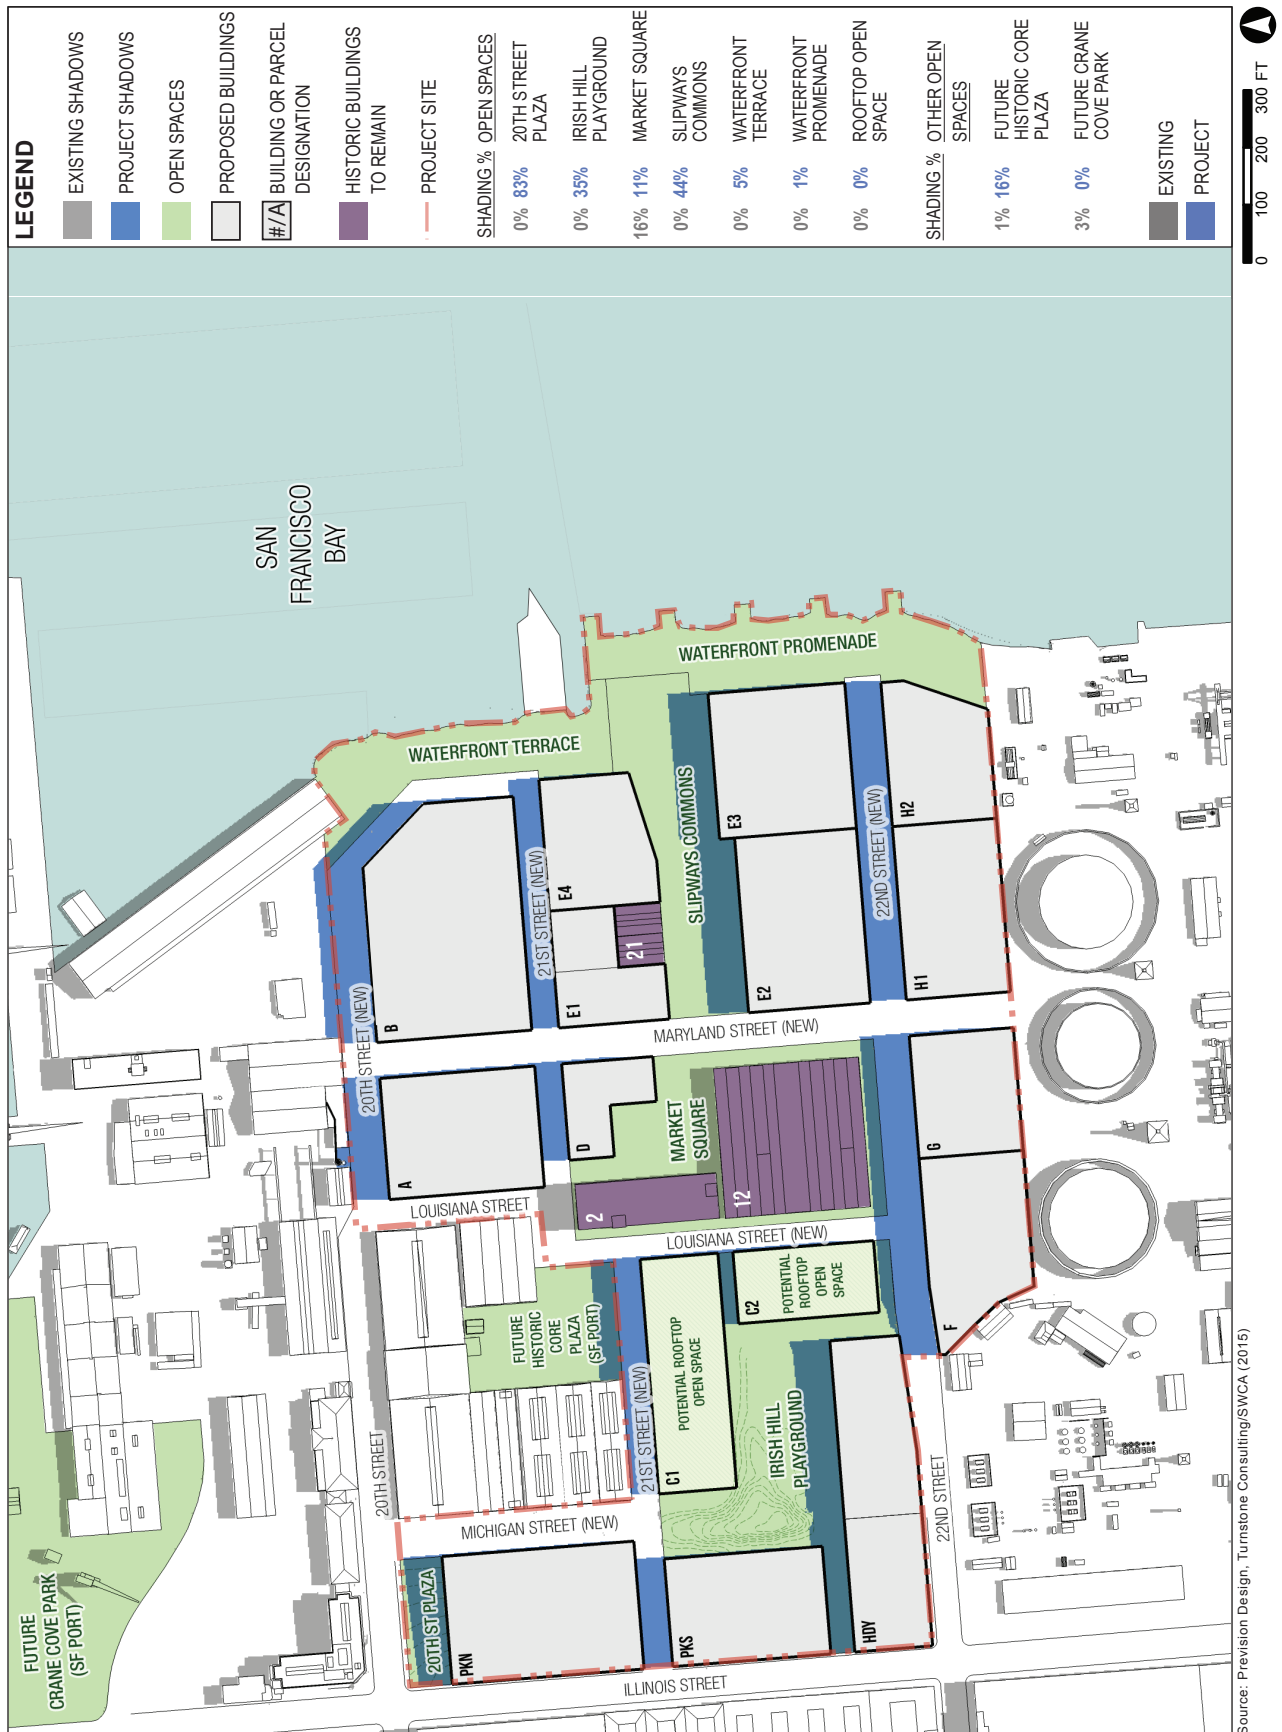 LEGEND
EXISTING SHADOWS
PROJECT SHADOWS
OPEN SPACES
PROPOSED BUILDINGS
#/A
BUILDING OR PARCEL
DESIGNATION
HISTORIC BUILDINGS
TO REMAIN
PROJECT SITE
SHADING % OPEN SPACES
0% 83% 20TH STREET
PLAZA
0% 35% IRISH HILL
PLAYGROUND
16% 11% MARKET SQUARE
0% 44% SLIPWAYS
COMMONS
0% 5% WATERFRONT
TERRACE
0% 1% WATERFRONT
PROMENADE
0% 0% ROOFTOP OPEN
SPACE
SHADING % OTHER OPEN
SPACES
1% 16% FUTURE
HISTORIC CORE
PLAZA
3% 0% FUTURE CRANE
COVE PARK
EXISTING
PROJECT
0 100 200 300 FT
SAN
FRANCISCO
BAY
WATERFRONT TERRACE
WATERFRONT PROMENADE
20TH STREET (NEW)
B
21ST STREET (NEW)
E4
21
E1
SLIPWAYS COMMONS
E3
E2
22ND STREET (NEW)
H2
H1
MARYLAND STREET (NEW)
A
D
MARKET
SQUARE
2
12
G
F
LOUISIANA STREET
LOUISIANA STREET (NEW)
FUTURE
HISTORIC
CORE
PLAZA
(SF PORT)
21ST STREET (NEW)
POTENTIAL ROOFTOP
OPEN SPACE
C1
POTENTIAL
ROOFTOP
OPEN
SPACE
C2
IRISH HILL
PLAYGROUND
20TH STREET
MICHIGAN STREET (NEW)
22ND STREET
20TH ST PLAZA
PKN
PKS
HDY
ILLINOIS STREET
FUTURE
CRANE COVE PARK
(SF PORT)
Source: Prevision Design, Turnstone Consulting/SWCA (2015)